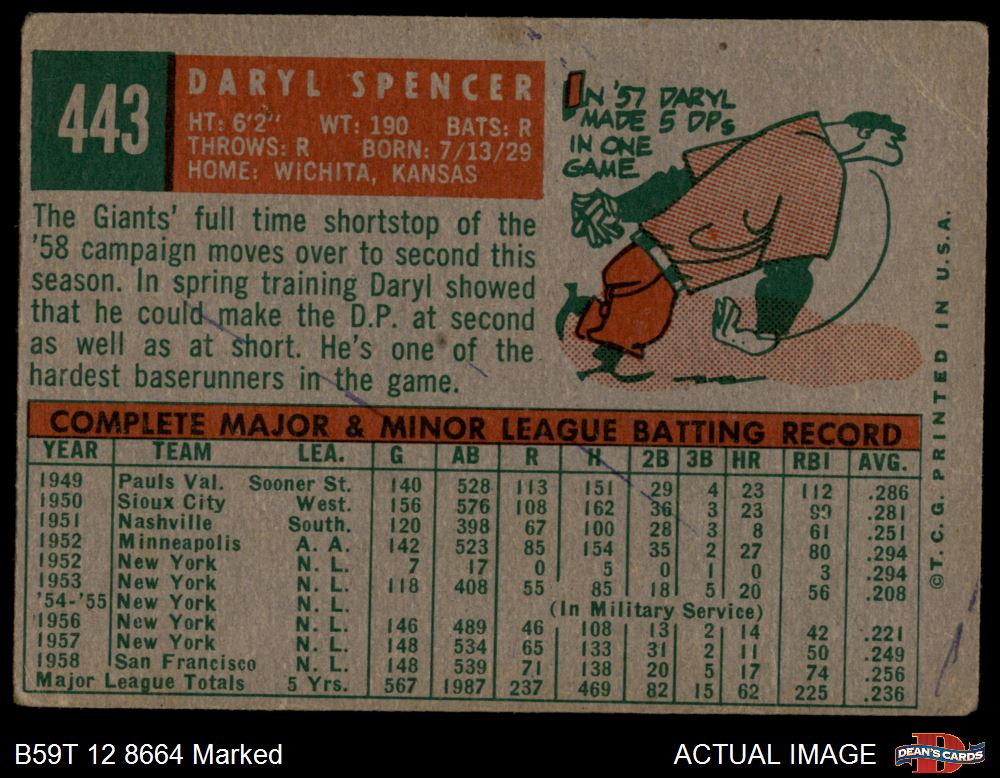 443
DARYL SPENCER
HT: 6'2" WT: 190 BATS: R
THROWS: R BORN: 7/13/29
HOME: WICHITA, KANSAS
IN '57 DARYL
MADE 5 DPs
IN ONE
GAME
The Giants' full time shortstop of the
'58 campaign moves over to second this
season. In spring training Daryl showed
that he could make the D.P. at second
as well as at short. He's one of the
hardest baserunners in the game.
COMPLETE MAJOR & MINOR LEAGUE BATTING RECORD
YEAR TEAM LEA. G AB R H 2B 3B HR RBI AVG.
1949 Pauls Val. Sooner St. 140 528 113 151 29 4 23 112 .286
1950 Sioux City West. 156 576 108 162 36 3 23 99 .281
1951 Nashville South. 120 398 67 100 28 3 8 61 .251
1952 Minneapolis A. A. 142 523 85 154 35 2 27 80 .294
1952 New York N. L. 7 17 0 5 0 1 0 3 .294
1953 New York N. L. 118 408 55 85 18 5 20 56 .208
'54-'55 New York N. L. (In Military Service)
1956 New York N. L. 146 489 46 108 13 2 14 42 .221
1957 New York N. L. 148 534 65 133 31 2 11 50 .249
1958 San Francisco N. L. 148 539 71 138 20 5 17 74 .256
Major League Totals 5 Yrs. 567 1987 237 469 82 15 62 225 .236
©T. C. G. PRINTED IN U.S.A.
B59T 12 8664 Marked
ACTUAL IMAGE
DEAN'S CARDS